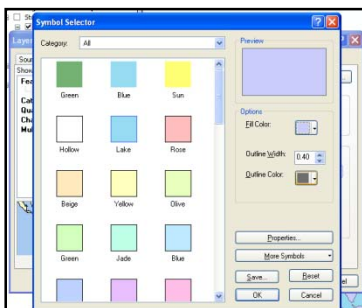 Symbol Selector
Category: All
Green Blue Sun
Hollow Lake Rose
Beige Yellow Olive
Green Jade Blue
Preview
Options
Fill Color:
Outline Width: 0.40
Outline Color:
Properties...
More Symbols
Save... Reset
OK Cancel